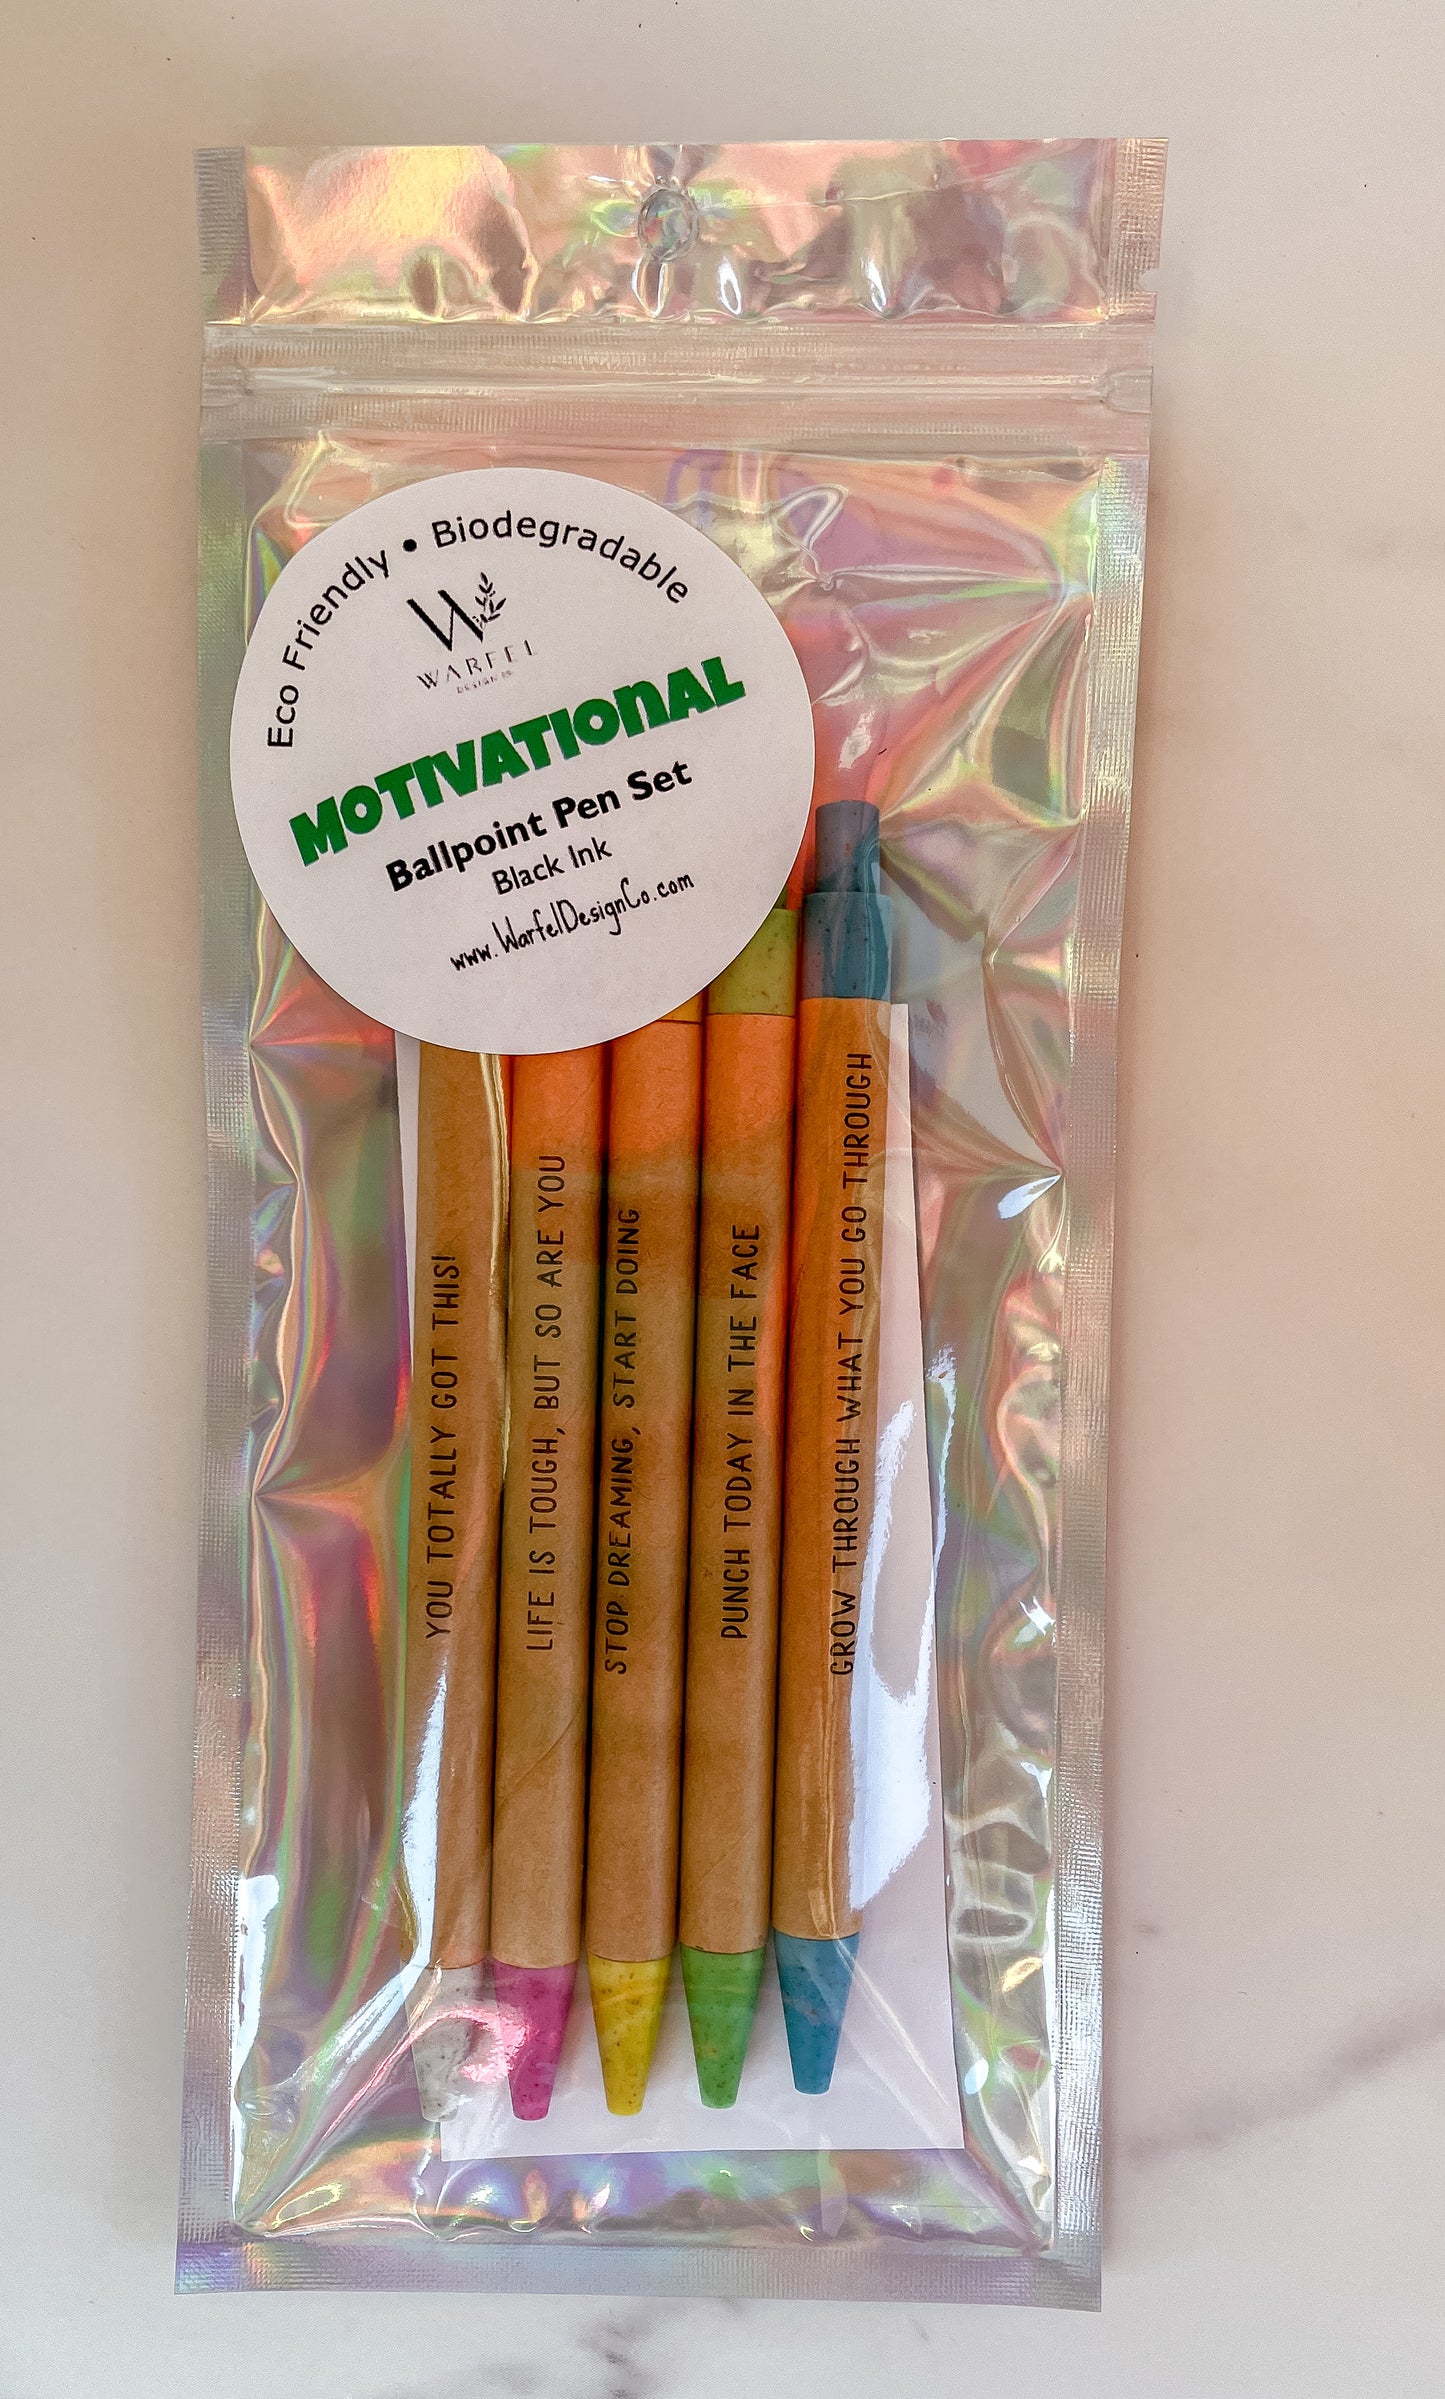 Eco Friendly • Biodegradable
W
WARFEL
DESIGN CO
MOTIVATIONAL
Ballpoint Pen Set
Black Ink
www.WarfelDesignCo.com
YOU TOTALLY GOT THIS!
LIFE IS TOUGH, BUT SO ARE YOU
STOP DREAMING, START DOING
PUNCH TODAY IN THE FACE
GROW THROUGH WHAT YOU GO THROUGH